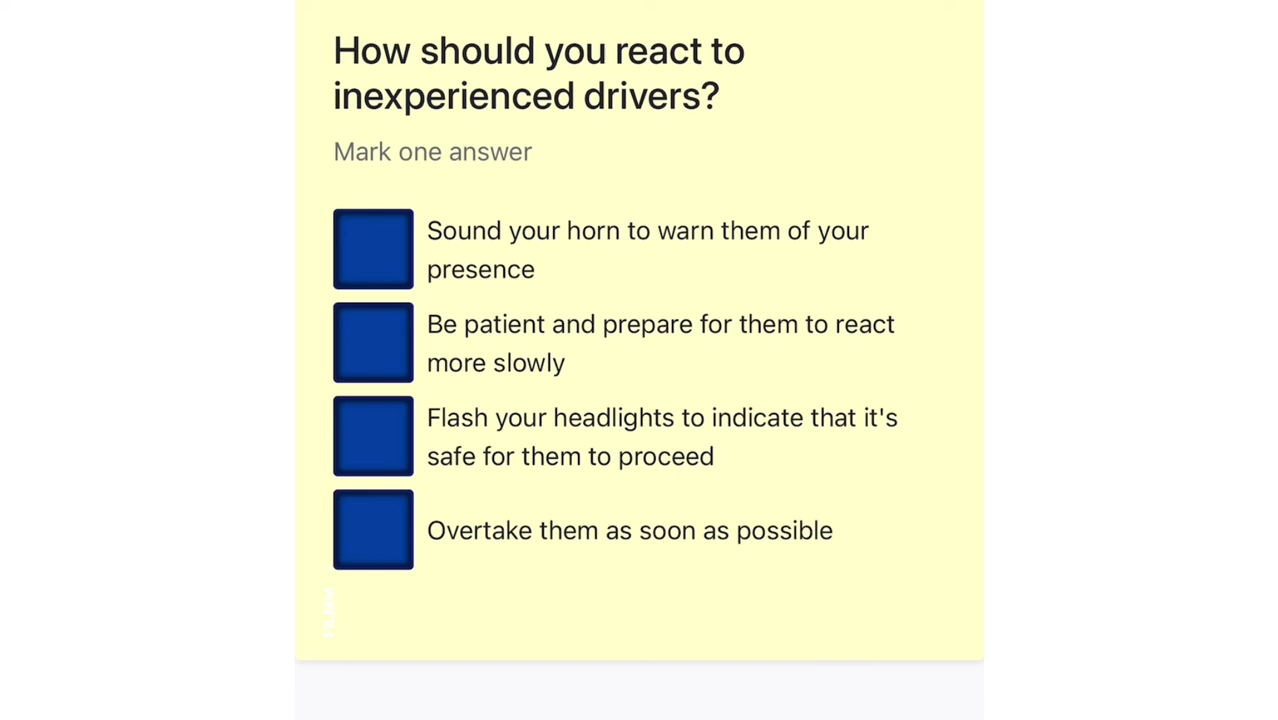 How should you react to
inexperienced drivers?
Mark one answer
Sound your horn to warn them of your
presence
Be patient and prepare for them to react
more slowly
Flash your headlights to indicate that it's
safe for them to proceed
Overtake them as soon as possible